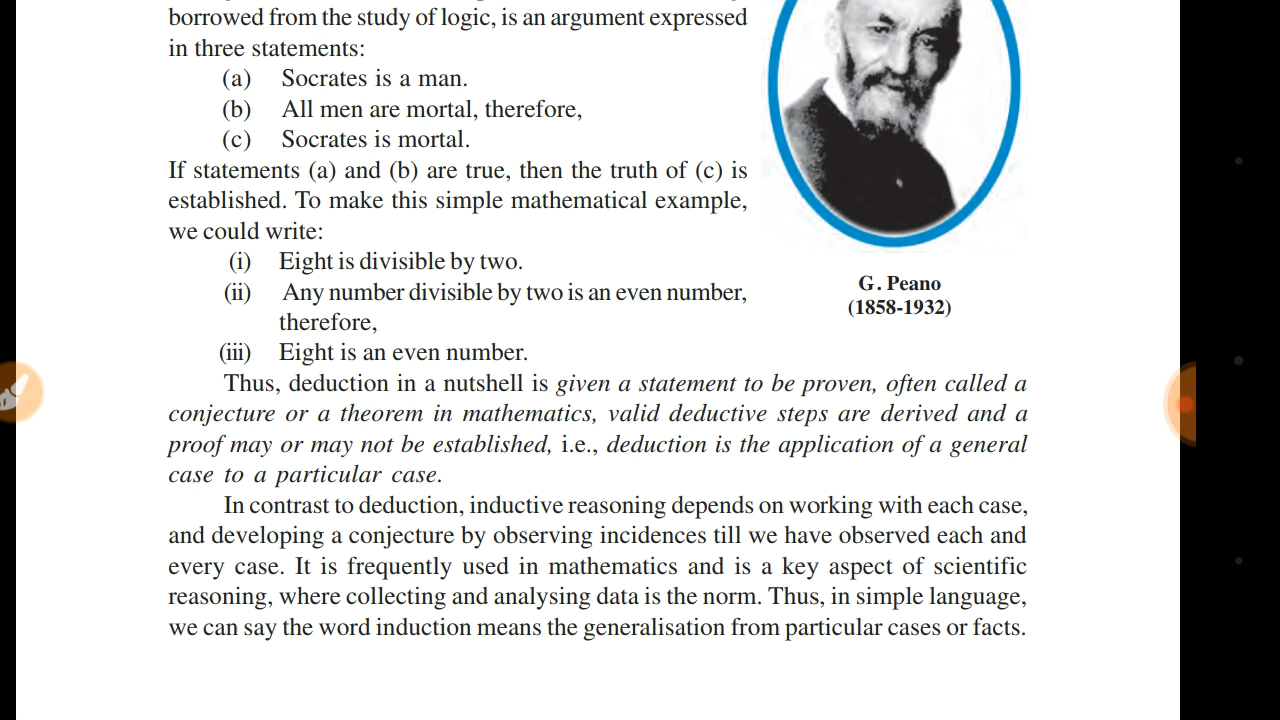 borrowed from the study of logic, is an argument expressed
in three statements:
(a) Socrates is a man.
(b) All men are mortal, therefore,
(c) Socrates is mortal.
If statements (a) and (b) are true, then the truth of (c) is
established. To make this simple mathematical example,
we could write:
(i) Eight is divisible by two.
(ii) Any number divisible by two is an even number,
therefore,
(iii) Eight is an even number.
G. Peano
(1858-1932)
Thus, deduction in a nutshell is given a statement to be proven, often called a
conjecture or a theorem in mathematics, valid deductive steps are derived and a
proof may or may not be established, i.e., deduction is the application of a general
case to a particular case.
In contrast to deduction, inductive reasoning depends on working with each case,
and developing a conjecture by observing incidences till we have observed each and
every case. It is frequently used in mathematics and is a key aspect of scientific
reasoning, where collecting and analysing data is the norm. Thus, in simple language,
we can say the word induction means the generalisation from particular cases or facts.